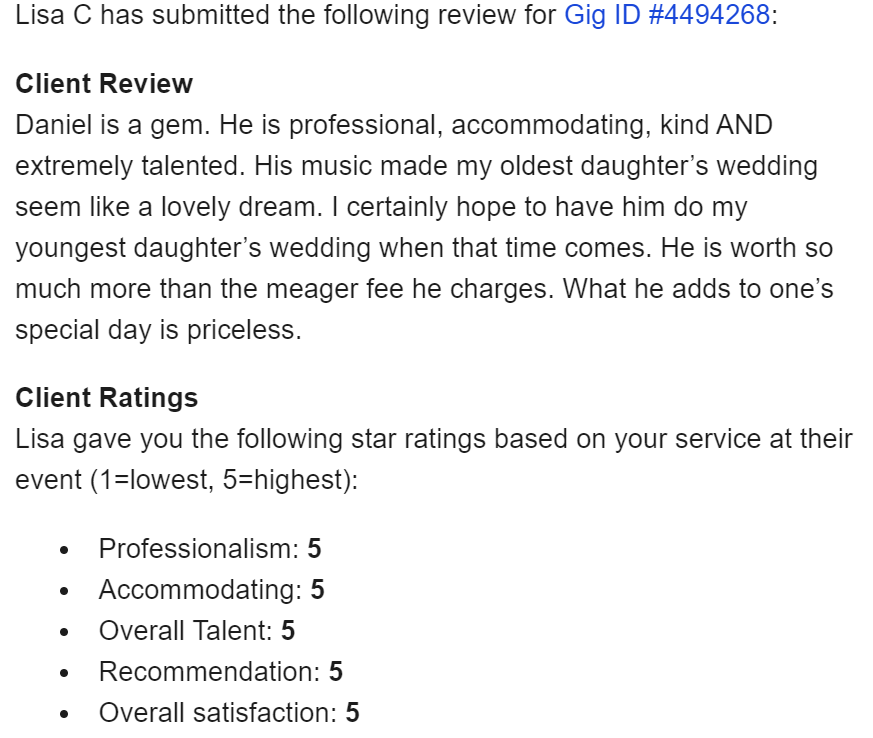 Lisa C has submitted the following review for Gig ID #4494268:
Client Review
Daniel is a gem. He is professional, accommodating, kind AND
extremely talented. His music made my oldest daughter’s wedding
seem like a lovely dream. I certainly hope to have him do my
youngest daughter’s wedding when that time comes. He is worth so
much more than the meager fee he charges. What he adds to one’s
special day is priceless.
Client Ratings
Lisa gave you the following star ratings based on your service at their
event (1=lowest, 5=highest):
• Professionalism: 5
• Accommodating: 5
• Overall Talent: 5
• Recommendation: 5
• Overall satisfaction: 5